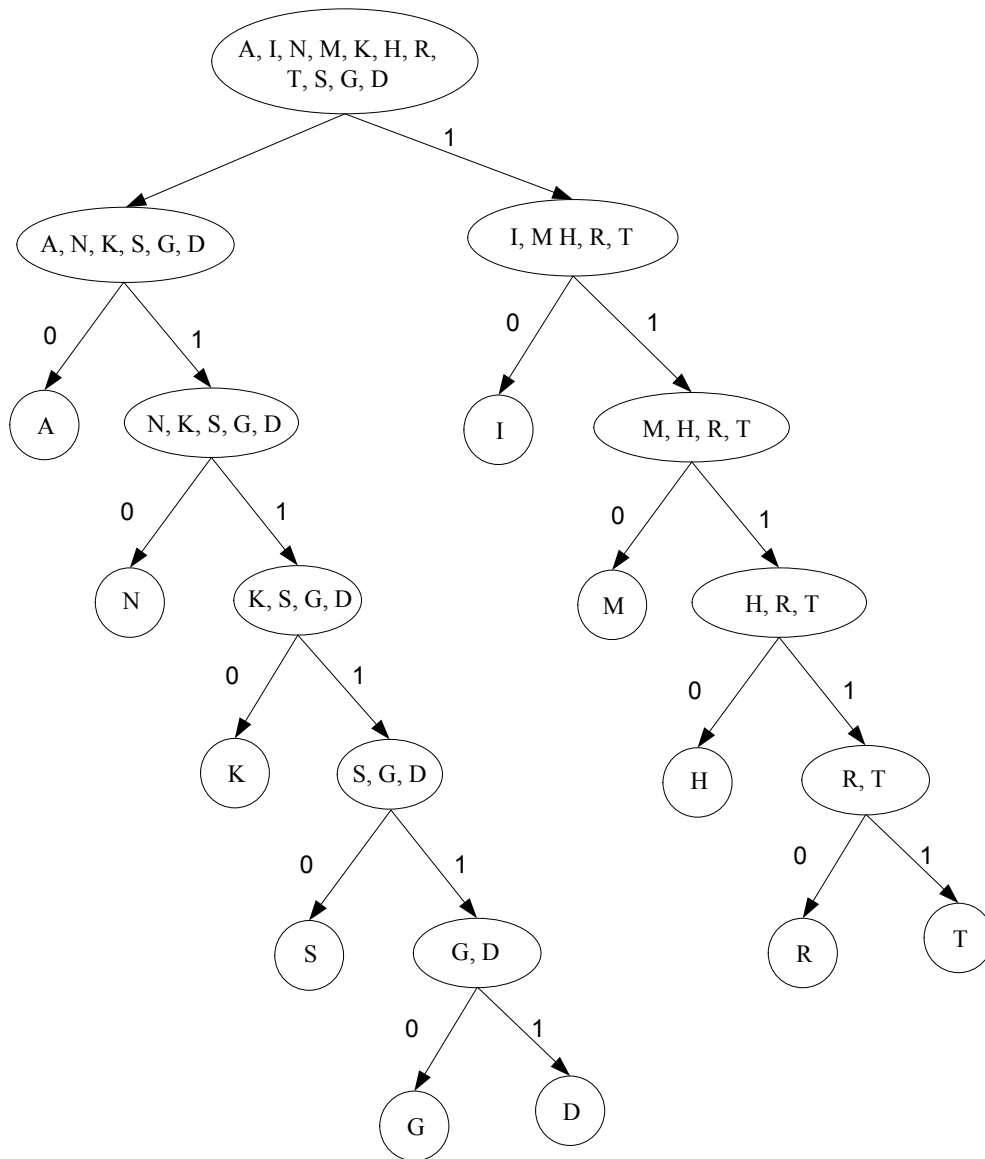 A, I, N, M, K, H, R,
T, S, G, D
1
A, N, K, S, G, D
I, M H, R, T
0
1
0
1
A
N, K, S, G, D
I
M, H, R, T
0
1
0
1
N
K, S, G, D
M
H, R, T
0
1
0
1
K
S, G, D
H
R, T
0
1
0
1
S
G, D
R
T
0
1
G
D